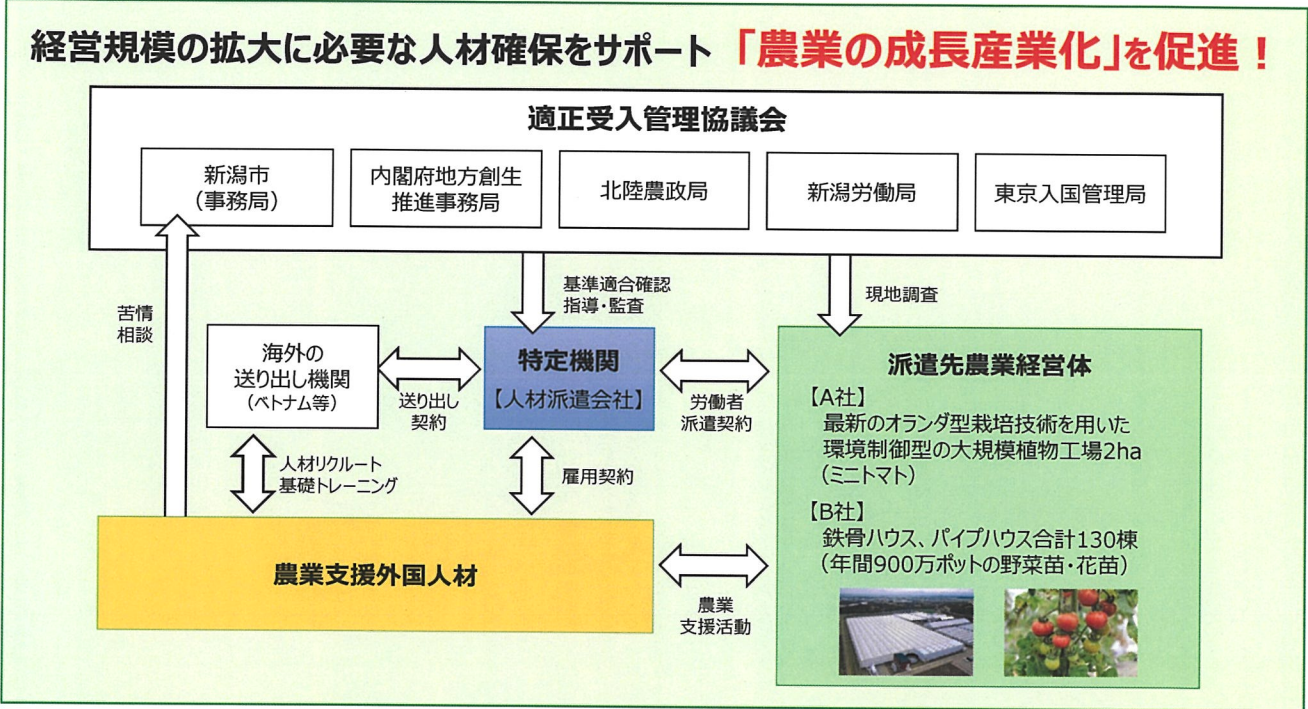 経営規模の拡大に必要な人材確保をサポート「農業の成長産業化」を促進！
適正受入管理協議会
新潟市
（事務局）
内閣府地方創生
推進事務局
北陸農政局
新潟労働局
東京入国管理局
苦情
相談
基準適合確認
指導・監査
現地調査
海外の
送り出し機関
（ベトナム等）
送り出し
契約
特定機関
【人材派遣会社】
労働者
派遣契約
人材リクルート
基礎トレーニング
雇用契約
農業支援外国人材
農業
支援活動
派遣先農業経営体
【A社】
最新のオランダ型栽培技術を用いた
環境制御型の大規模植物工場2ha
（ミニトマト）
【B社】
鉄骨ハウス、パイプハウス合計130棟
（年間900万ポットの野菜苗・花苗）